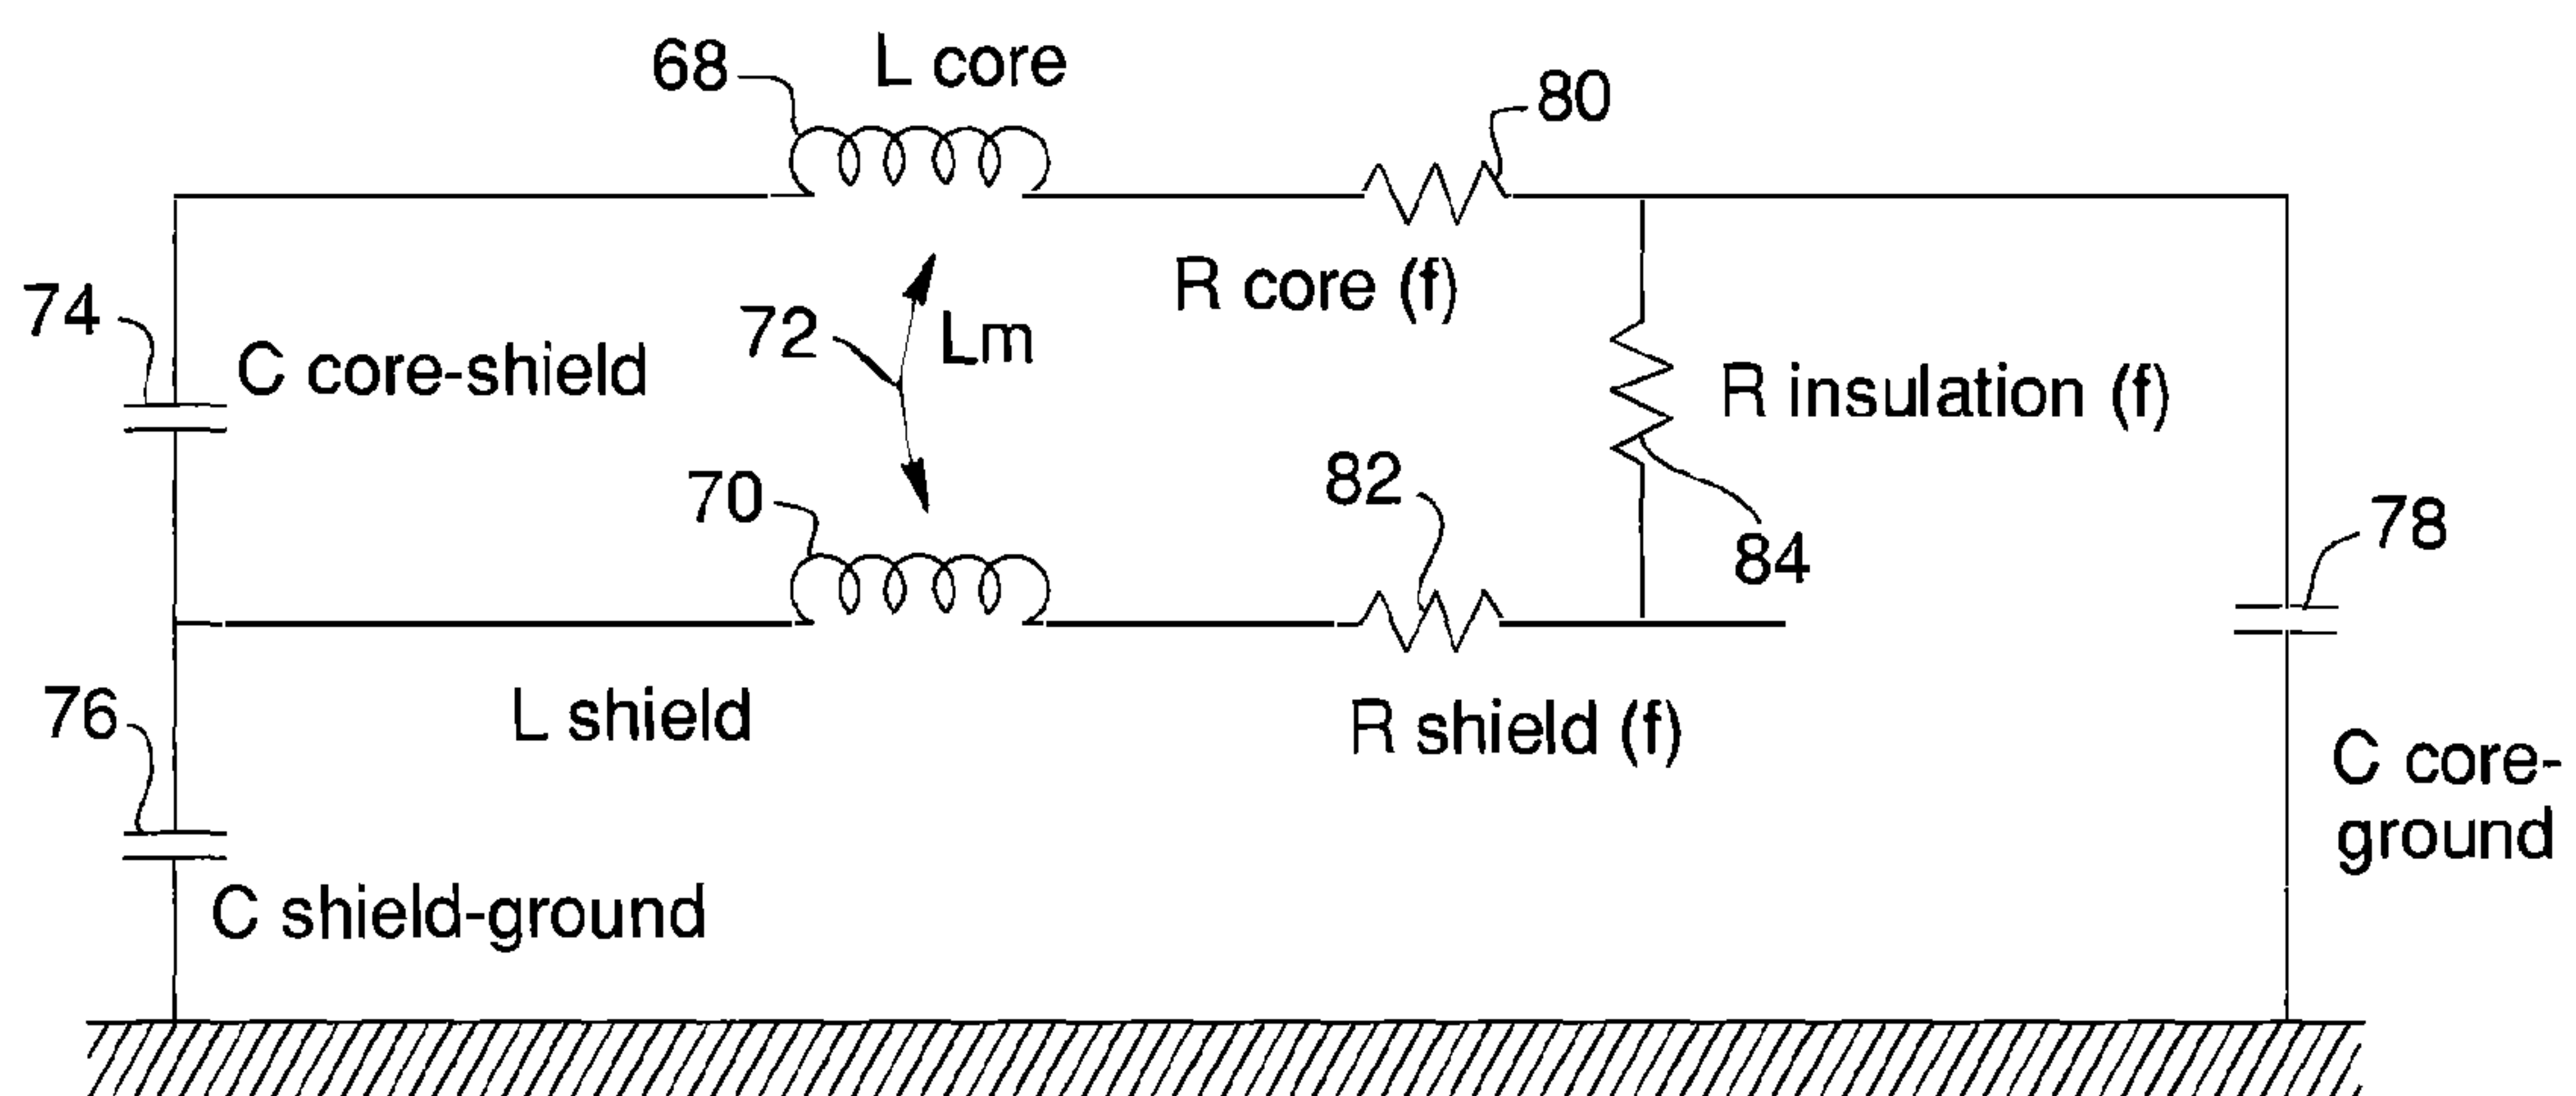 68
L core
80
R core (f)
74
C core-shield
72
Lm
R insulation (f)
70
82
84
78
76
L shield
R shield (f)
C core-
ground
C shield-ground